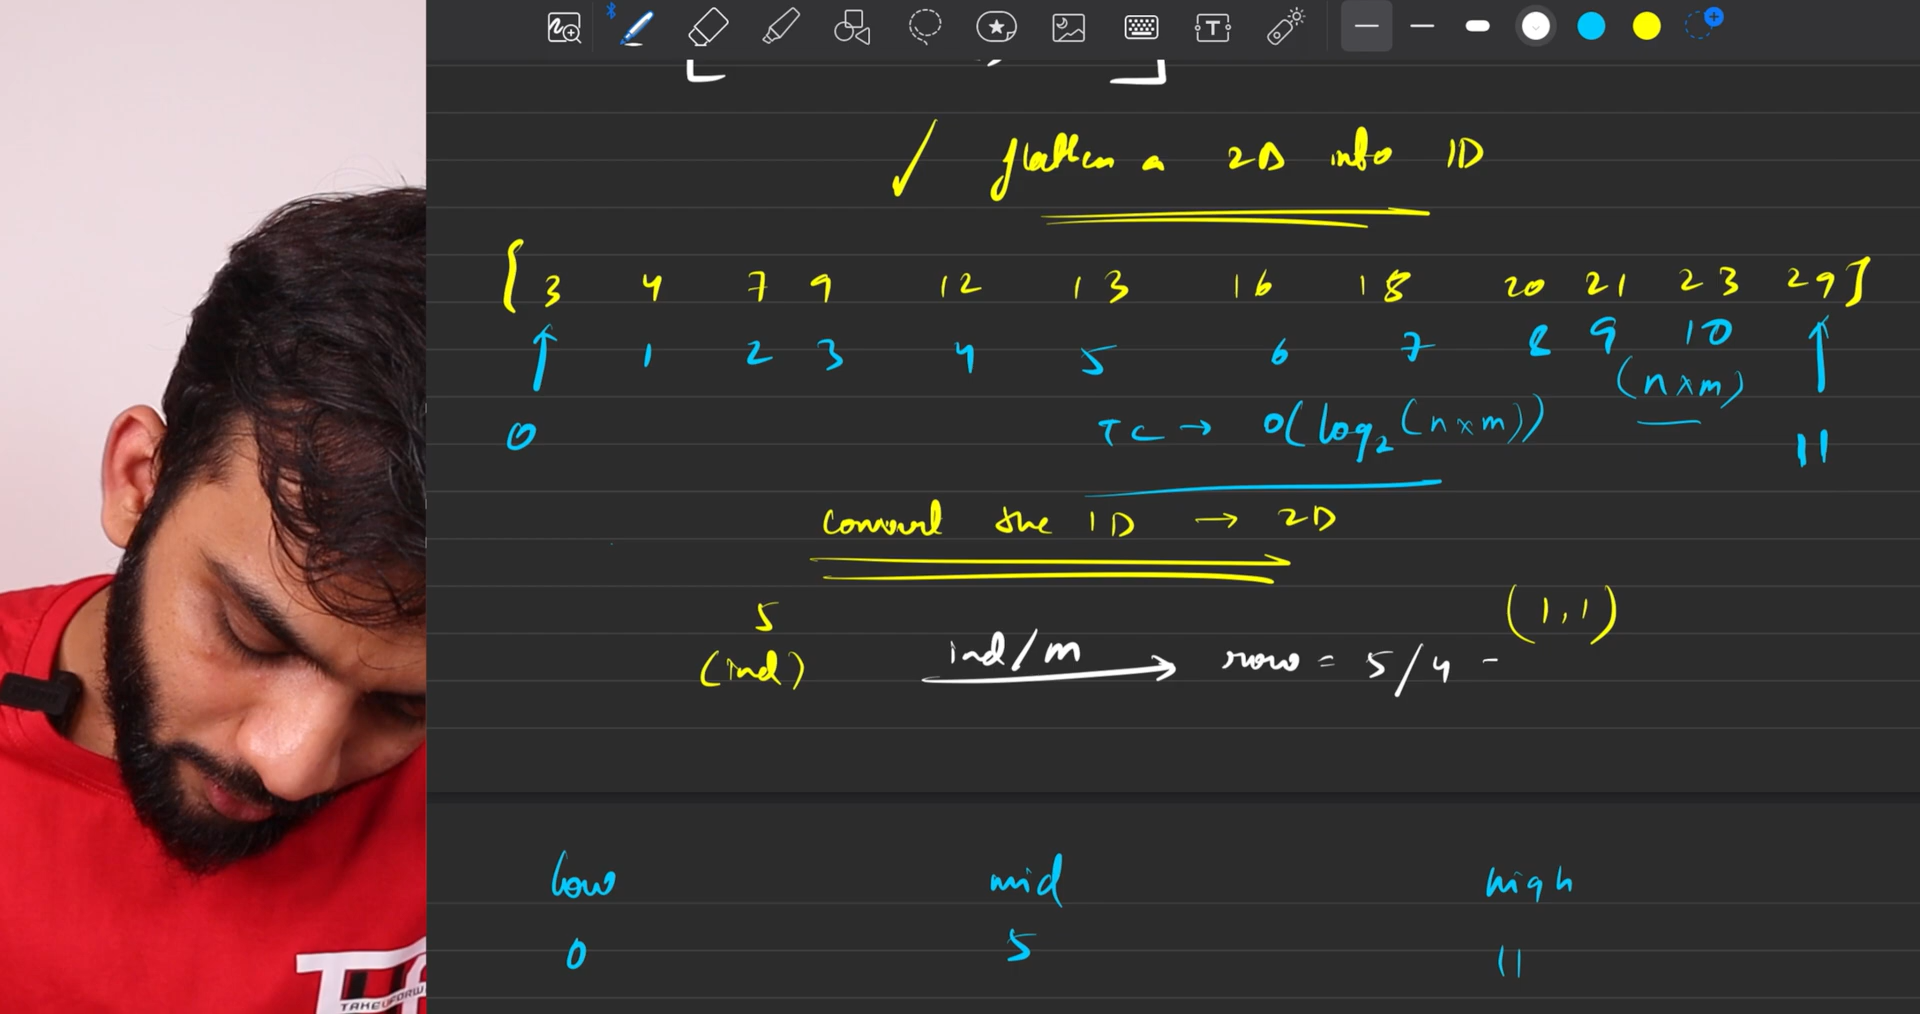 ✓ flatten a 2D into 1D
[ 3 4 7 9 12 13 16 18 20 21 23 29 ]
↑ 1 2 3 4 5 6 7 8 9 10 ↑
(n×m)
0 TC → O(log₂(n×m)) 11
convert the 1D → 2D
5 (1,1)
(ind) ind/m → row = 5/4 =
low mid high
0 5 11
TAKEUFORW